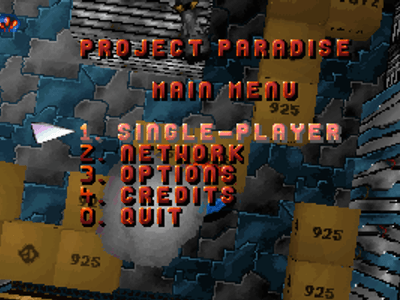 PROJECT PARADISE
MAIN MENU
925
1. SINGLE-PLAYER
2. NETWORK
3. OPTIONS
4. CREDITS
0. QUIT
925
925
925